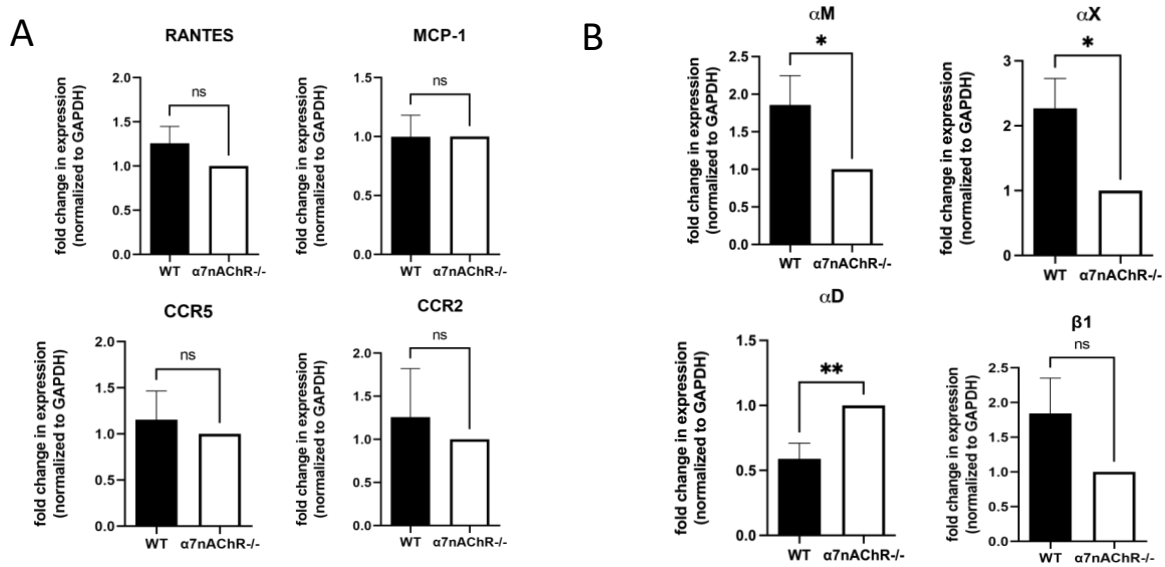 A
RANTES
fold change in expression
(normalized to GAPDH)
2.0
1.5
1.0
0.5
0.0
ns
WT
α7nAChR-/-
MCP-1
fold change in expression
(normalized to GAPDH)
1.5
1.0
0.5
0.0
ns
WT
α7nAChR-/-
CCR5
fold change in expression
(normalized to GAPDH)
2.0
1.5
1.0
0.5
0.0
ns
WT
α7nAChR-/-
CCR2
fold change in expression
(normalized to GAPDH)
2.0
1.5
1.0
0.5
0.0
ns
WT
α7nAChR-/-
B
αM
fold change in expression
(normalized to GAPDH)
2.5
2.0
1.5
1.0
0.5
0.0
*
WT
α7nAChR-/-
αX
fold change in expression
(normalized to GAPDH)
3
2
1
0
*
WT
α7nAChR-/-
αD
fold change in expression
(normalized to GAPDH)
1.5
1.0
0.5
0.0
**
WT
α7nAChR-/-
β1
fold change in expression
(normalized to GAPDH)
2.5
2.0
1.5
1.0
0.5
0.0
ns
WT
α7nAChR-/-